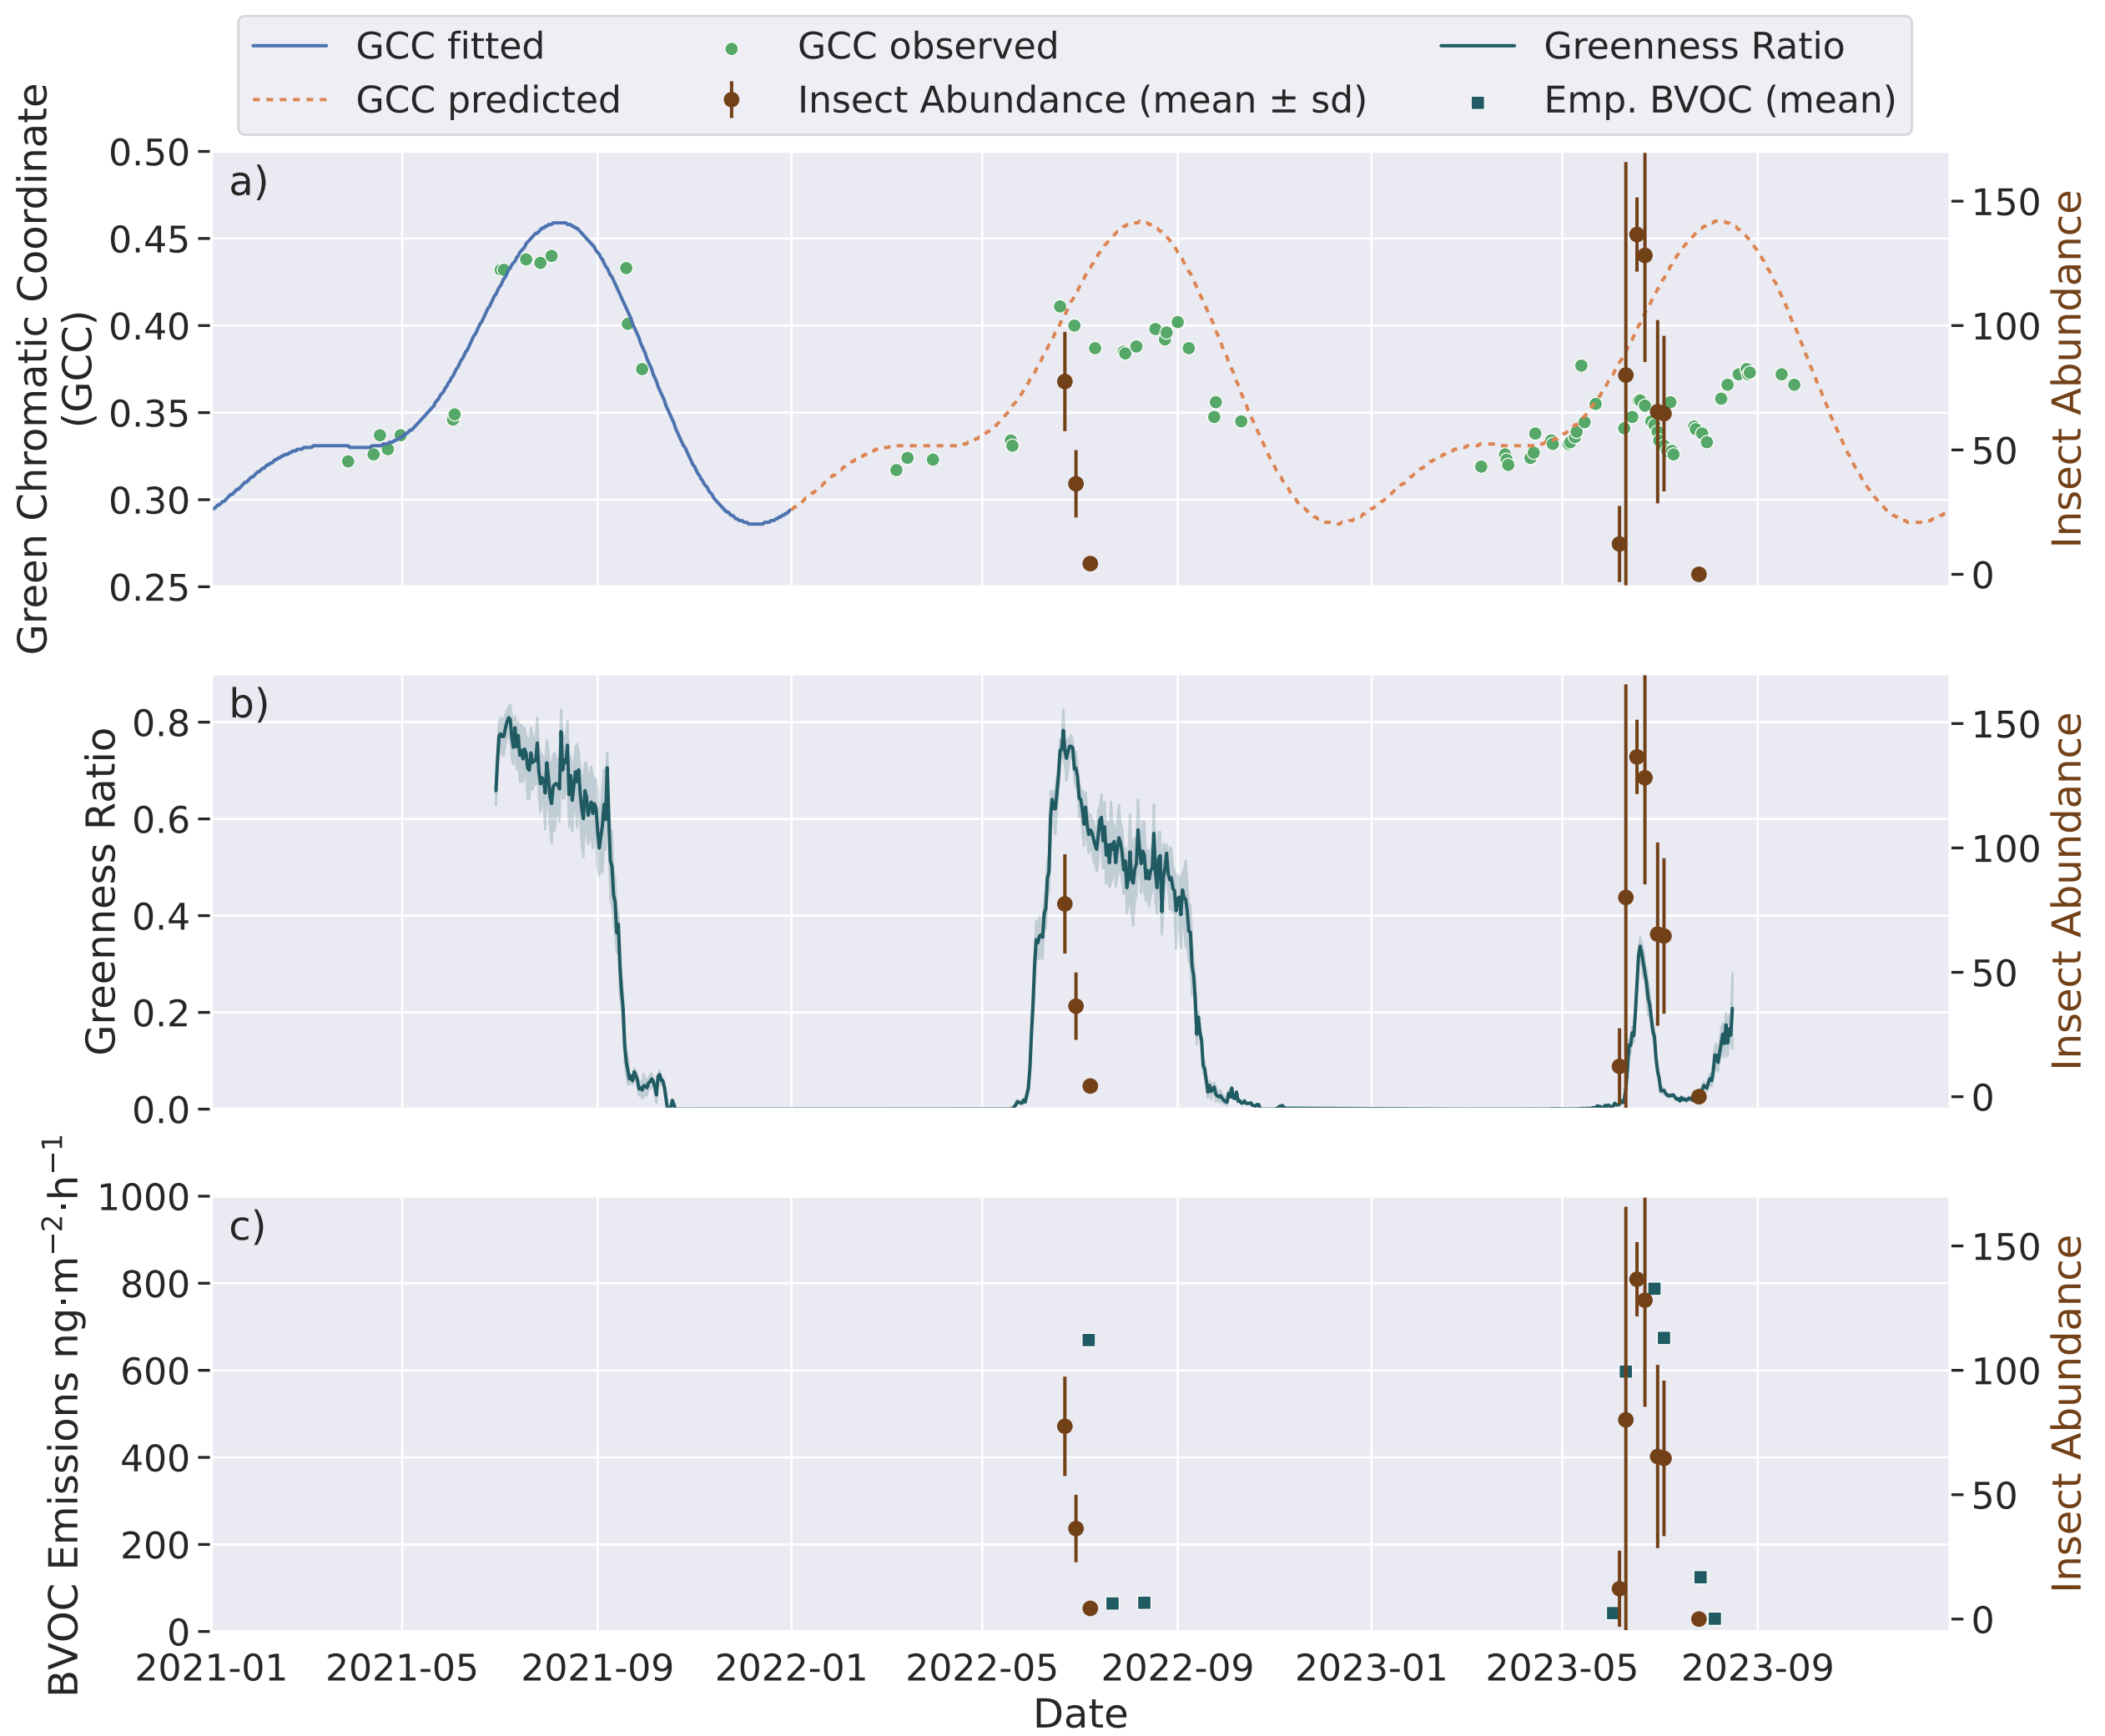 GCC fitted
GCC observed
Greenness Ratio
GCC predicted
Insect Abundance (mean ± sd)
Emp. BVOC (mean)
Green Chromatic Coordinate
(GCC)
a)
0.50
0.45
0.40
0.35
0.30
0.25
150
100
50
0
Insect Abundance
Greenness Ratio
b)
0.8
0.6
0.4
0.2
0.0
150
100
50
0
Insect Abundance
BVOC Emissions ng·m⁻²·h⁻¹
c)
1000
800
600
400
200
0
150
100
50
0
Insect Abundance
2021-01 2021-05 2021-09 2022-01 2022-05 2022-09 2023-01 2023-05 2023-09
Date